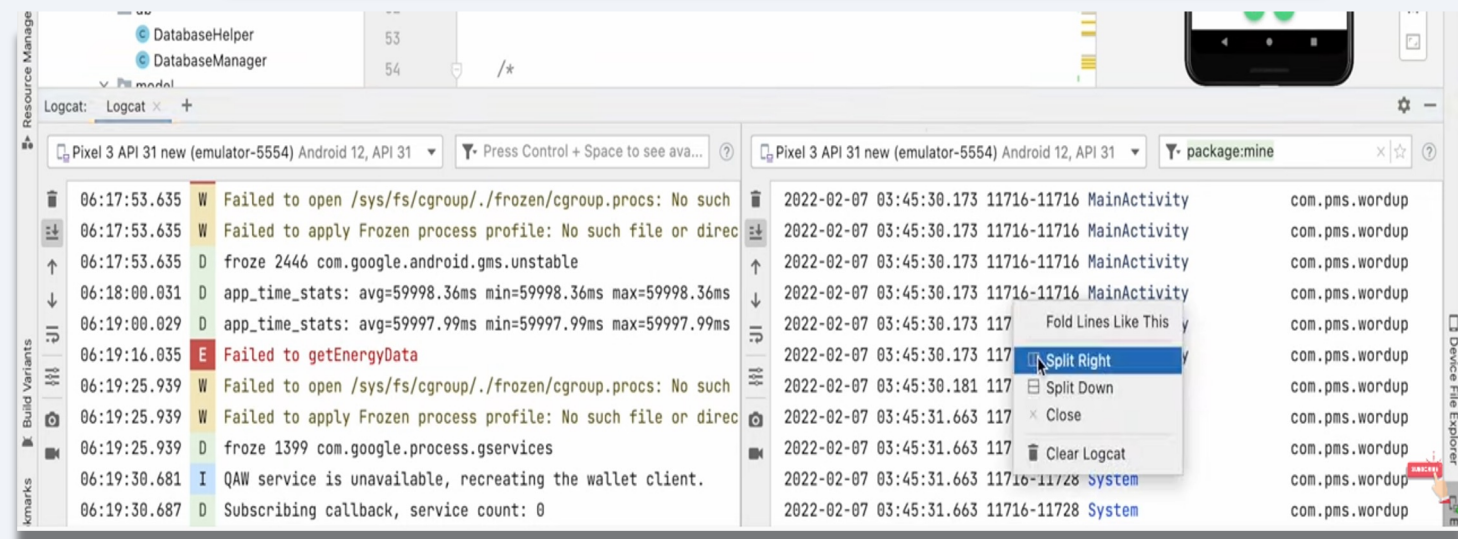 Resource Manage
DatabaseHelper
DatabaseManager
model
53
54
/*
Logcat:
Logcat
Pixel 3 API 31 new (emulator-5554) Android 12, API 31
Press Control + Space to see ava...
06:17:53.635 W Failed to open /sys/fs/cgroup/./frozen/cgroup.procs: No such
06:17:53.635 W Failed to apply Frozen process profile: No such file or direc
06:17:53.635 D froze 2446 com.google.android.gms.unstable
06:18:00.031 D app_time_stats: avg=59998.36ms min=59998.36ms max=59998.36ms
06:19:00.029 D app_time_stats: avg=59997.99ms min=59997.99ms max=59997.99ms
06:19:16.035 E Failed to getEnergyData
06:19:25.939 W Failed to open /sys/fs/cgroup/./frozen/cgroup.procs: No such
06:19:25.939 W Failed to apply Frozen process profile: No such file or direc
06:19:25.939 D froze 1399 com.google.process.gservices
06:19:30.681 I QAW service is unavailable, recreating the wallet client.
06:19:30.687 D Subscribing callback, service count: 0
Pixel 3 API 31 new (emulator-5554) Android 12, API 31
package:mine
2022-02-07 03:45:30.173 11716-11716 MainActivity com.pms.wordup
2022-02-07 03:45:30.173 11716-11716 MainActivity com.pms.wordup
2022-02-07 03:45:30.173 11716-11716 MainActivity com.pms.wordup
2022-02-07 03:45:30.173 11716-11716 MainActivity com.pms.wordup
2022-02-07 03:45:30.173 117 y com.pms.wordup
2022-02-07 03:45:30.173 117 y com.pms.wordup
2022-02-07 03:45:30.181 117 com.pms.wordup
2022-02-07 03:45:31.663 117 com.pms.wordup
2022-02-07 03:45:31.663 117 com.pms.wordup
2022-02-07 03:45:31.663 11716-11728 System com.pms.wordup
2022-02-07 03:45:31.663 11716-11728 System com.pms.wordup
Fold Lines Like This
Split Right
Split Down
Close
Clear Logcat
Build Variants
kmarks
Device File Explorer
SUBSCRIBE